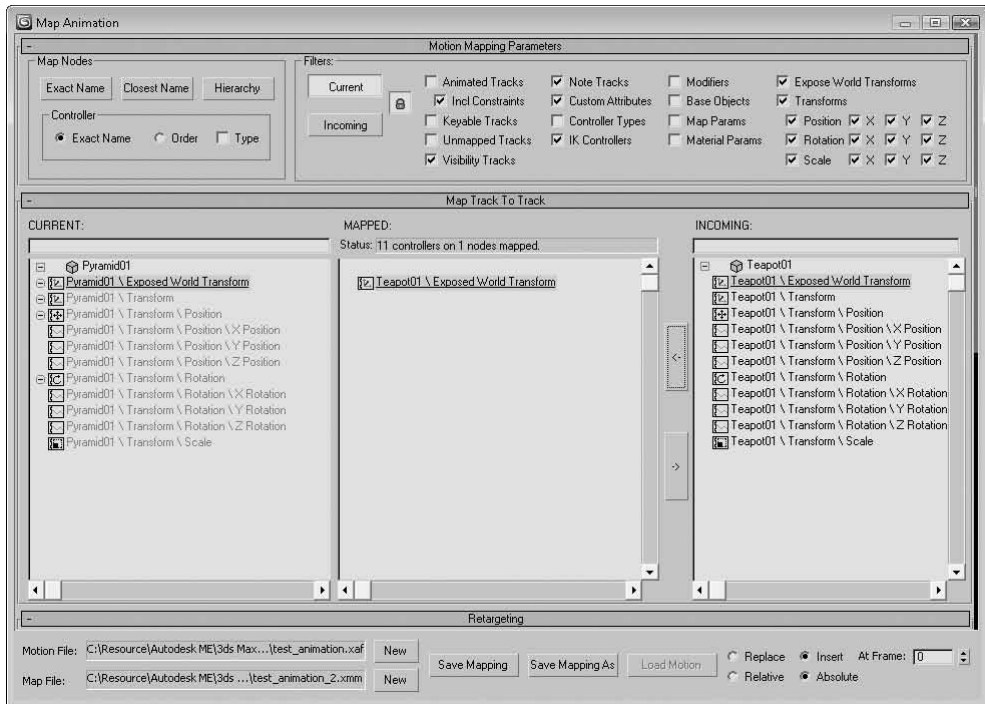 Map Animation
Motion Mapping Parameters
Map Nodes
Exact Name Closest Name Hierarchy
Controller
Exact Name Order Type
Filters:
Current
Incoming
Animated Tracks Note Tracks Modifiers Expose World Transforms
Incl Constraints Custom Attributes Base Objects Transforms
Keyable Tracks Controller Types Map Params Position X Y Z
Unmapped Tracks IK Controllers Material Params Rotation X Y Z
Visibility Tracks Scale X Y Z
Map Track To Track
CURRENT:
Pyramid01
Pyramid01 \ Exposed World Transform
Pyramid01 \ Transform
Pyramid01 \ Transform \ Position
Pyramid01 \ Transform \ Position \ X Position
Pyramid01 \ Transform \ Position \ Y Position
Pyramid01 \ Transform \ Position \ Z Position
Pyramid01 \ Transform \ Rotation
Pyramid01 \ Transform \ Rotation \ X Rotation
Pyramid01 \ Transform \ Rotation \ Y Rotation
Pyramid01 \ Transform \ Rotation \ Z Rotation
Pyramid01 \ Transform \ Scale
MAPPED:
Status: 11 controllers on 1 nodes mapped.
Teapot01 \ Exposed World Transform
<-
->
INCOMING:
Teapot01
Teapot01 \ Exposed World Transform
Teapot01 \ Transform
Teapot01 \ Transform \ Position
Teapot01 \ Transform \ Position \ X Position
Teapot01 \ Transform \ Position \ Y Position
Teapot01 \ Transform \ Position \ Z Position
Teapot01 \ Transform \ Rotation
Teapot01 \ Transform \ Rotation \ X Rotation
Teapot01 \ Transform \ Rotation \ Y Rotation
Teapot01 \ Transform \ Rotation \ Z Rotation
Teapot01 \ Transform \ Scale
Retargeting
Motion File: C:\Resource\Autodesk ME\3ds Max...\test_animation.xaf New
Map File: C:\Resource\Autodesk ME\3ds ...\test_animation_2.xmm New
Save Mapping Save Mapping As Load Motion
Replace Insert At Frame: 0
Relative Absolute